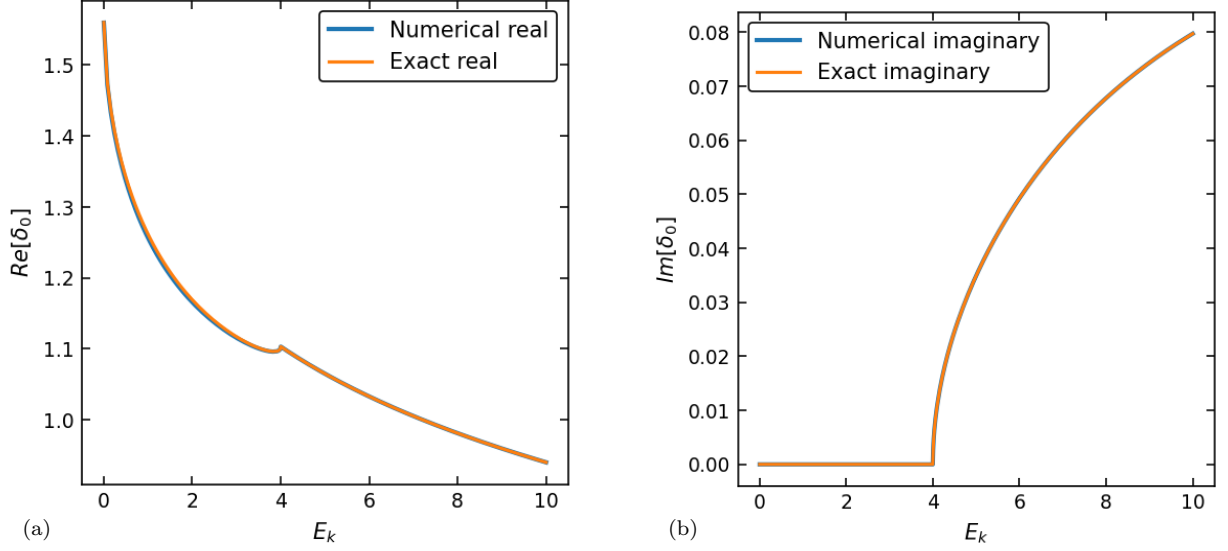 Numerical real
Exact real
Re[δ₀]
1.5
1.4
1.3
1.2
1.1
1.0
0 2 4 6 8 10
E_k
(a)
Numerical imaginary
Exact imaginary
Im[δ₀]
0.08
0.07
0.06
0.05
0.04
0.03
0.02
0.01
0.00
0 2 4 6 8 10
E_k
(b)